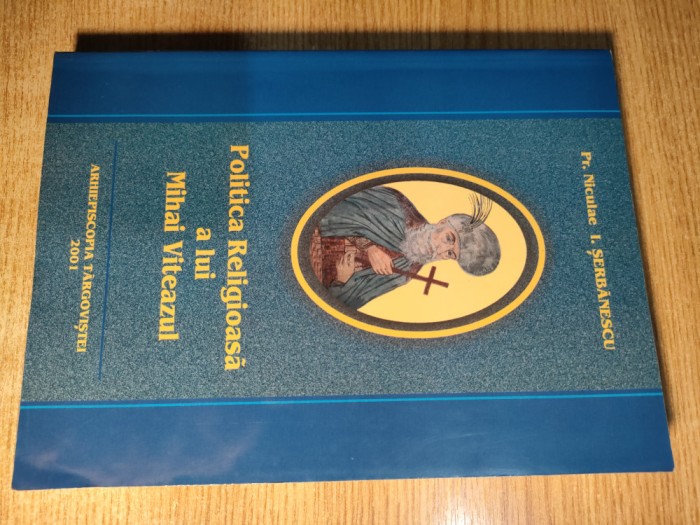 Pr. Niculae I. ȘERBĂNESCU
Politica Religioasă
a lui
Mihai Viteazul
ARHIEPISCOPIA TÂRGOVIȘTEI
2001